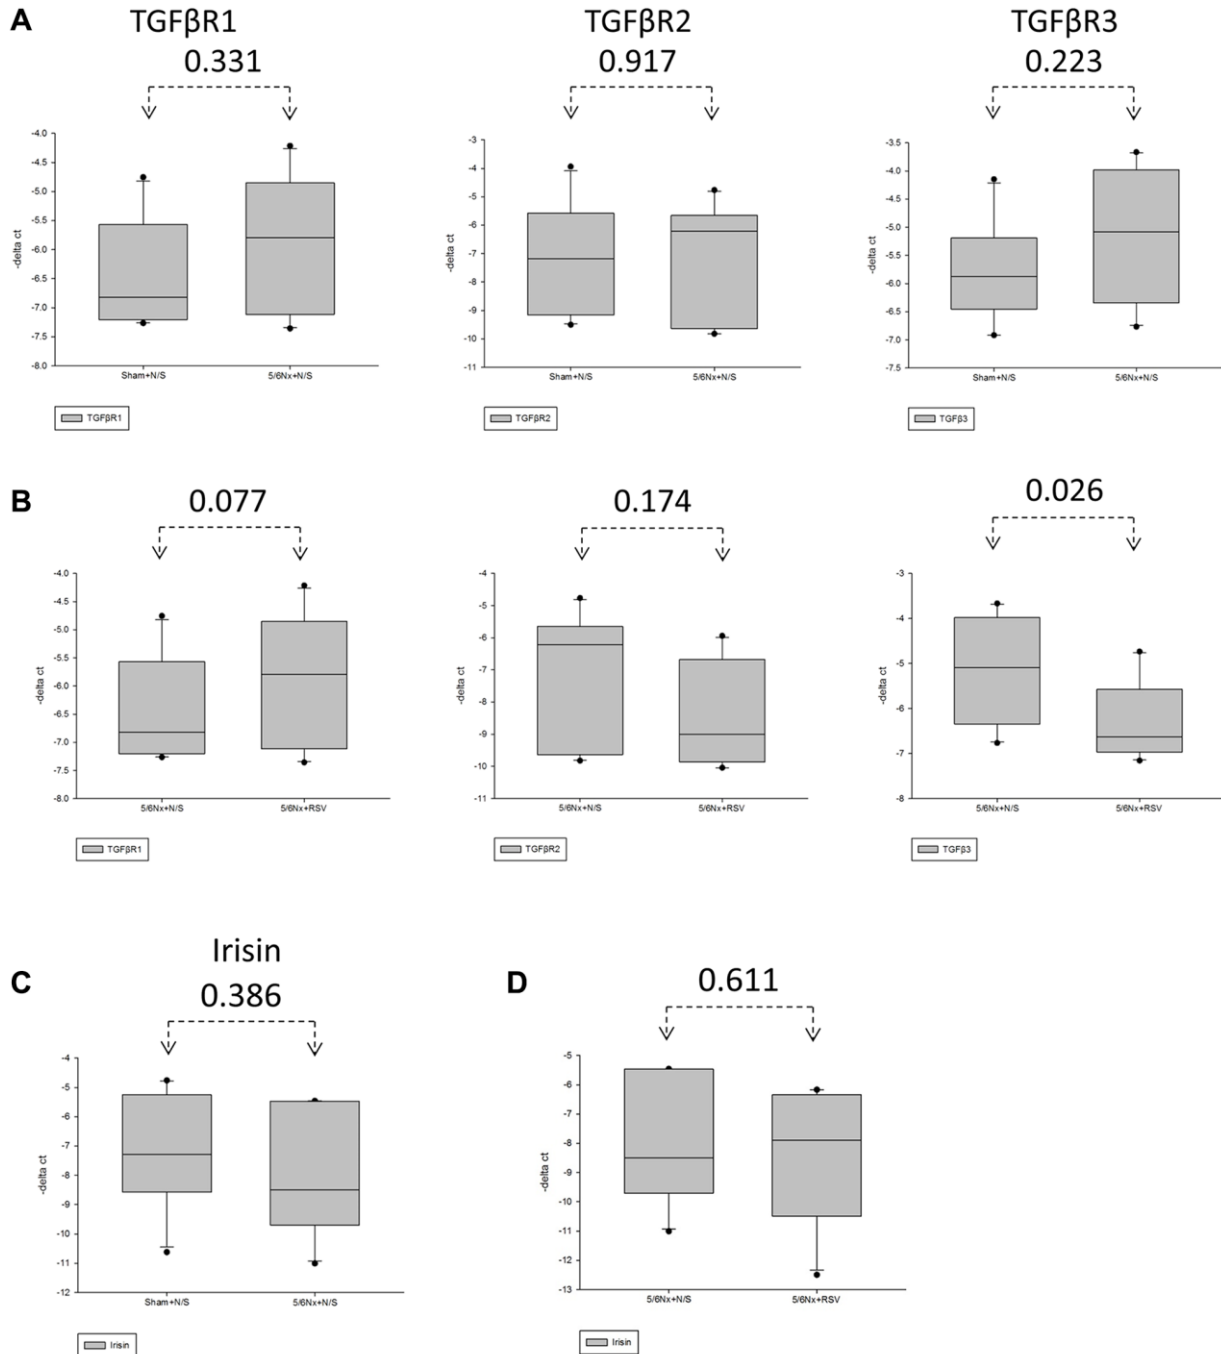 A
TGFβR1
0.331
-4.0
-4.5
-5.0
-5.5
-6.0
-6.5
-7.0
-7.5
-8.0
-delta ct
Sham+N/S
5/6Nx+N/S
TGFβR1
TGFβR2
0.917
-3
-4
-5
-6
-7
-8
-9
-10
-11
-delta ct
Sham+N/S
5/6Nx+N/S
TGFβR2
TGFβR3
0.223
-3.5
-4.0
-4.5
-5.0
-5.5
-6.0
-6.5
-7.0
-7.5
-delta ct
Sham+N/S
5/6Nx+N/S
TGFβ3
B
0.077
-4.0
-4.5
-5.0
-5.5
-6.0
-6.5
-7.0
-7.5
-8.0
-delta ct
5/6Nx+N/S
5/6Nx+RSV
TGFβR1
0.174
-4
-5
-6
-7
-8
-9
-10
-11
-delta ct
5/6Nx+N/S
5/6Nx+RSV
TGFβR2
0.026
-3
-4
-5
-6
-7
-8
-delta ct
5/6Nx+N/S
5/6Nx+RSV
TGFβ3
C
Irisin
0.386
-4
-5
-6
-7
-8
-9
-10
-11
-12
-delta ct
Sham+N/S
5/6Nx+N/S
Irisin
D
0.611
-5
-6
-7
-8
-9
-10
-11
-12
-13
-delta ct
5/6Nx+N/S
5/6Nx+RSV
Irisin